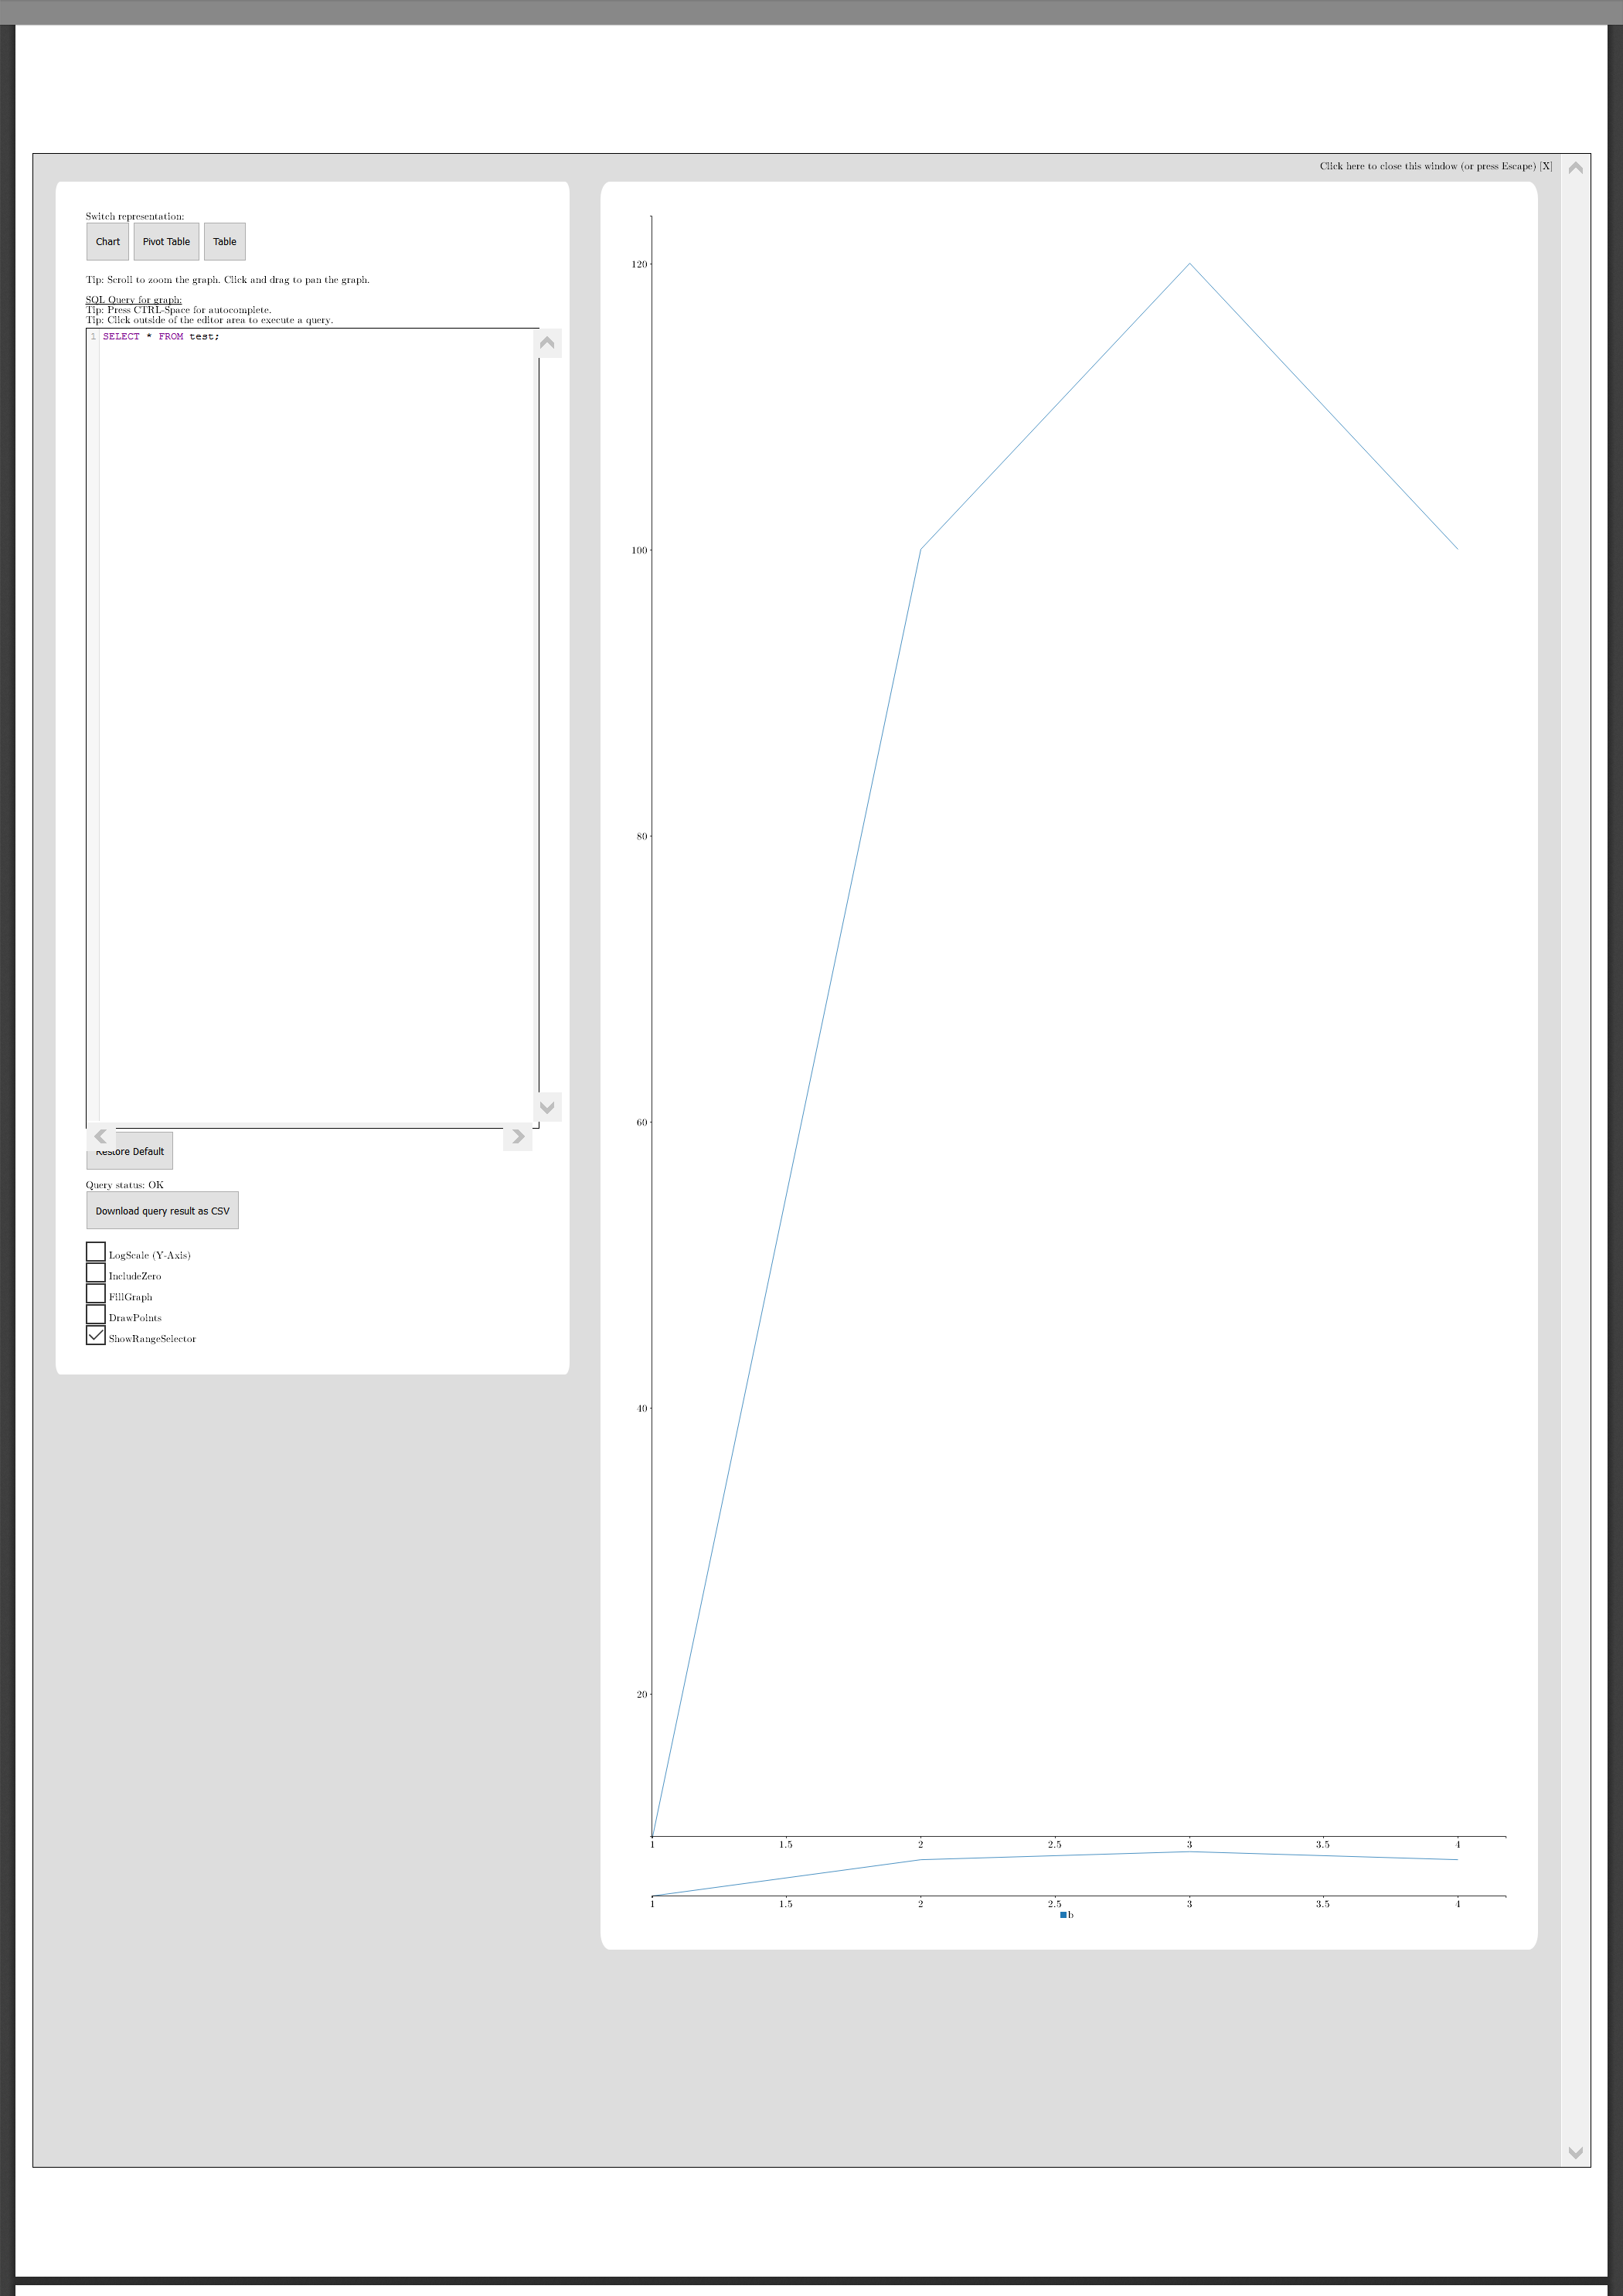 Click here to close this window (or press Escape) [X]
Switch representation:
Chart Pivot Table Table
Tip: Scroll to zoom the graph. Click and drag to pan the graph.
SQL Query for graph:
Tip: Press CTRL-Space for autocomplete.
Tip: Click outside of the editor area to execute a query.
1 SELECT * FROM test;
Restore Default
Query status: OK
Download query result as CSV
LogScale (Y-Axis)
IncludeZero
FillGraph
DrawPoints
ShowRangeSelector
120
100
80
60
40
20
1 1.5 2 2.5 3 3.5 4
1 1.5 2 2.5 3 3.5 4
b